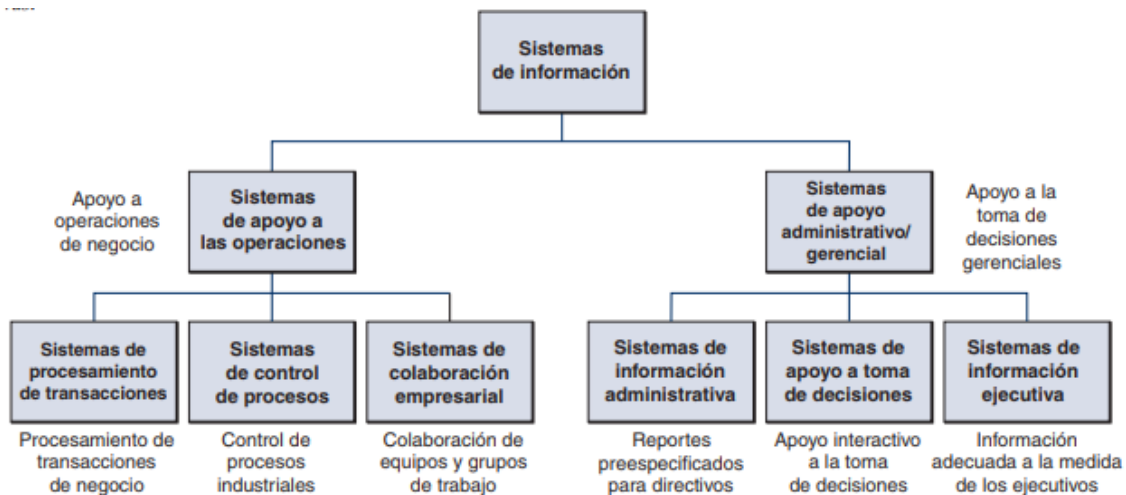 Sistemas
de información
Apoyo a
operaciones
de negocio
Sistemas
de apoyo a
las operaciones
Sistemas
de apoyo
administrativo/
gerencial
Apoyo a la
toma de
decisiones
gerenciales
Sistemas de
procesamiento
de transacciones
Sistemas
de control
de procesos
Sistemas de
colaboración
empresarial
Sistemas de
información
administrativa
Sistemas de
apoyo a toma
de decisiones
Sistemas de
información
ejecutiva
Procesamiento de
transacciones
de negocio
Control de
procesos
industriales
Colaboración de
equipos y grupos
de trabajo
Reportes
preespecificados
para directivos
Apoyo interactivo
a la toma
de decisiones
Información
adecuada a la medida
de los ejecutivos